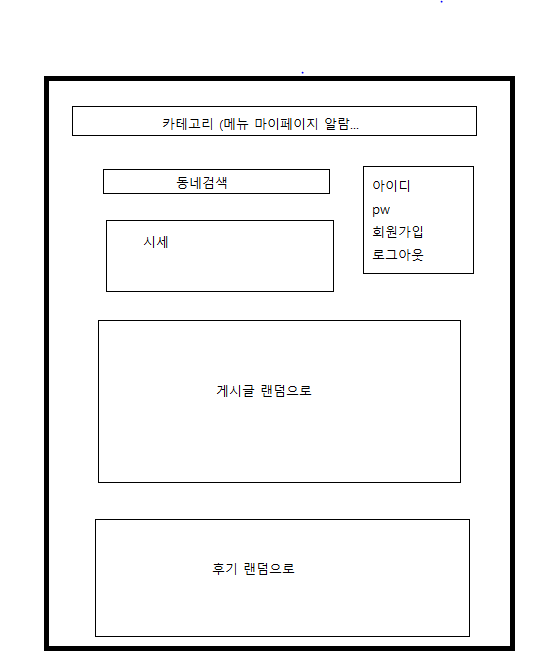 카테고리 (메뉴 마이페이지 알람...
동네검색
시세
아이디
pw
회원가입
로그아웃
게시글 랜덤으로
후기 랜덤으로